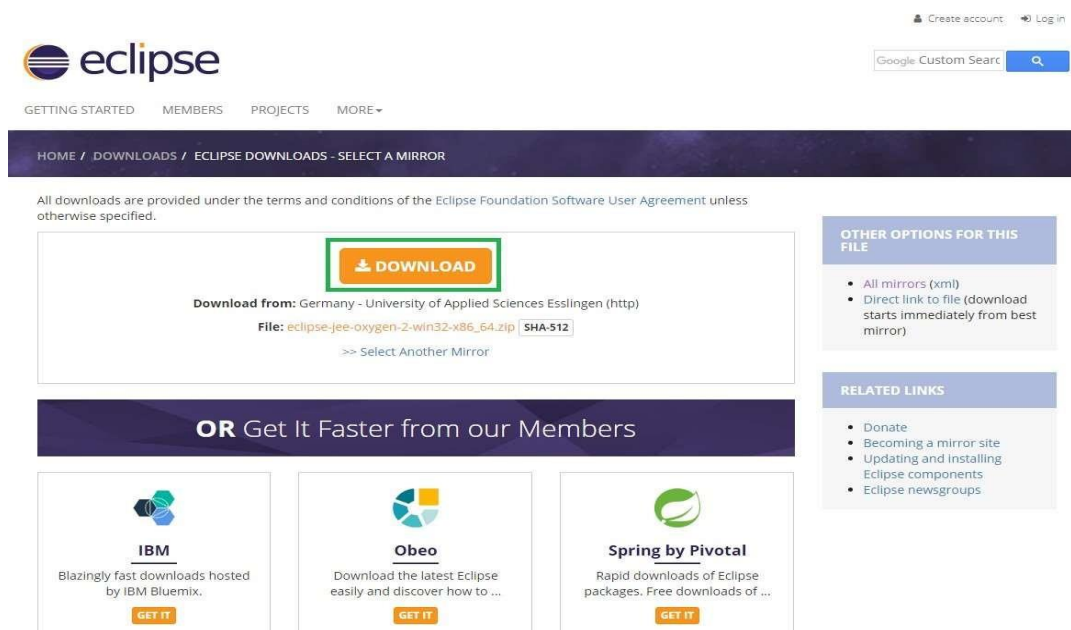 Create account Log in
eclipse
Google Custom Searc
GETTING STARTED MEMBERS PROJECTS MORE
HOME / DOWNLOADS / ECLIPSE DOWNLOADS - SELECT A MIRROR
All downloads are provided under the terms and conditions of the Eclipse Foundation Software User Agreement unless
otherwise specified.
DOWNLOAD
Download from: Germany - University of Applied Sciences Esslingen (http)
File: eclipse-jee-oxygen-2-win32-x86_64.zip SHA-512
>> Select Another Mirror
OTHER OPTIONS FOR THIS
FILE
All mirrors (xml)
Direct link to file (download
starts immediately from best
mirror)
RELATED LINKS
Donate
Becoming a mirror site
Updating and installing
Eclipse components
Eclipse newsgroups
OR Get It Faster from our Members
IBM
Blazingly fast downloads hosted
by IBM Bluemix.
GET IT
Obeo
Download the latest Eclipse
easily and discover how to ...
GET IT
Spring by Pivotal
Rapid downloads of Eclipse
packages. Free downloads of ...
GET IT